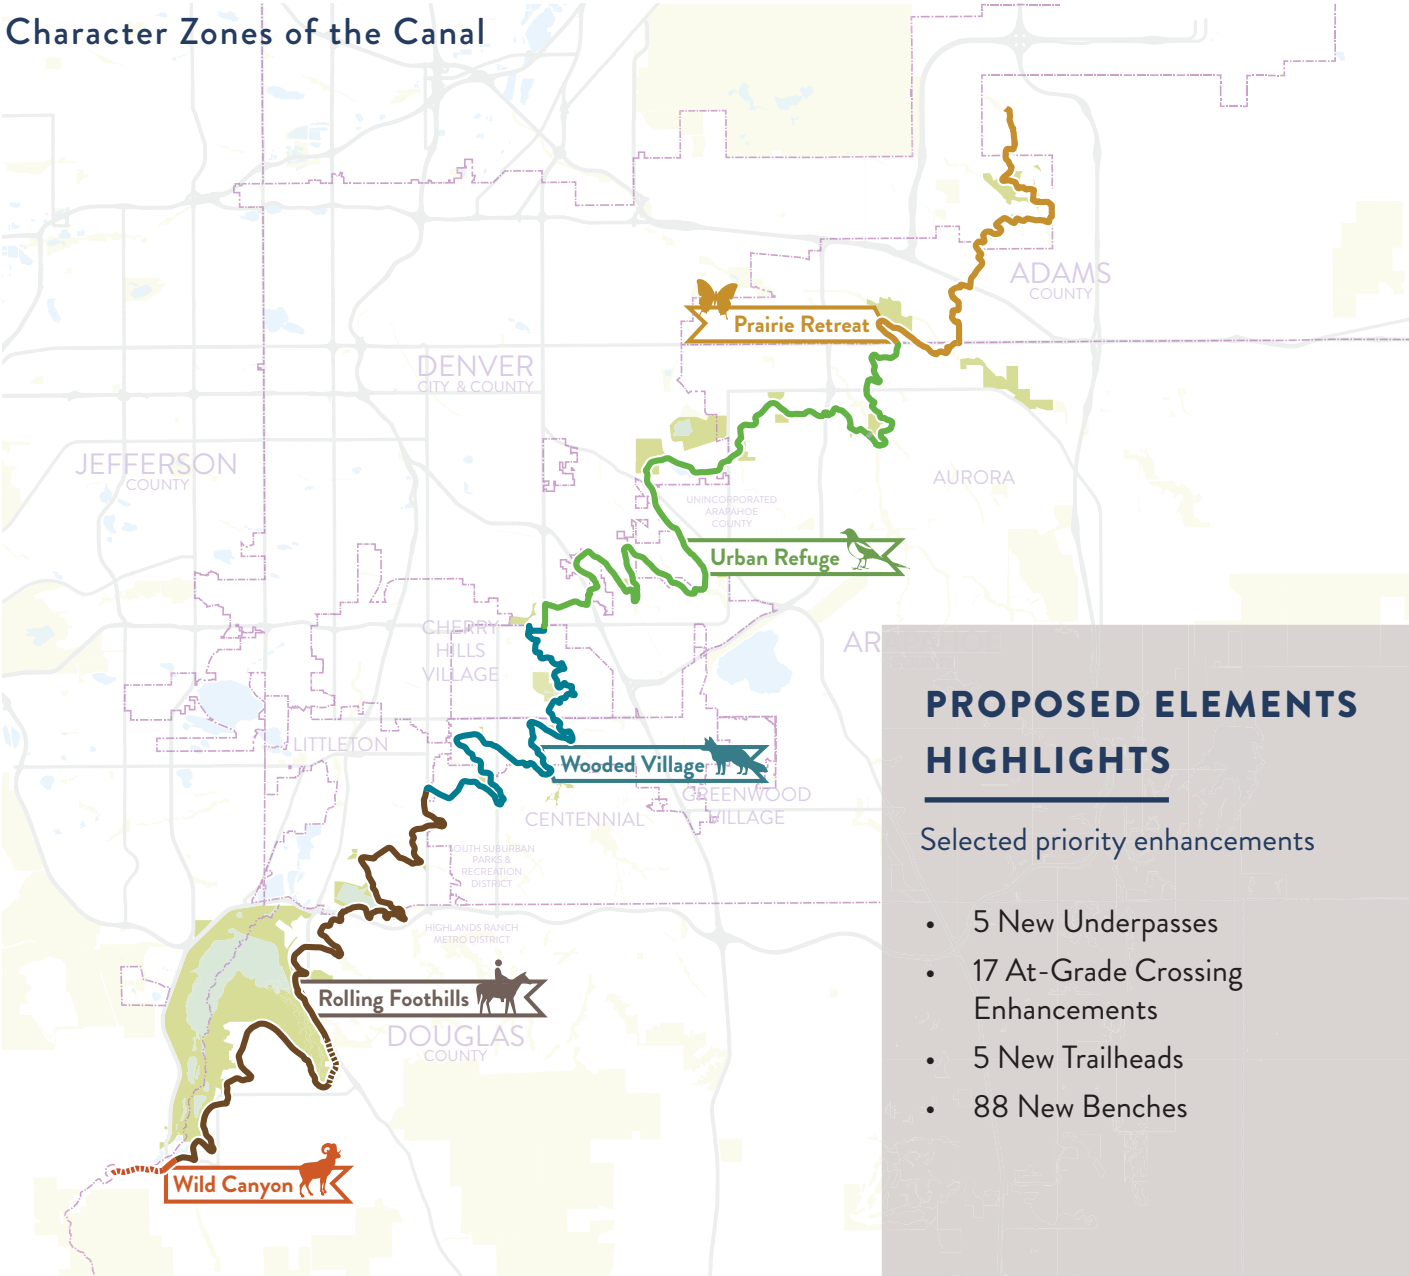 Character Zones of the Canal
ADAMS
COUNTY
Prairie Retreat
DENVER
CITY & COUNTY
JEFFERSON
COUNTY
AURORA
UNINCORPORATED
ARAPAHOE
COUNTY
Urban Refuge
CHERRY
HILLS
VILLAGE
AR
LITTLETON
Wooded Village
GREENWOOD
VILLAGE
CENTENNIAL
SOUTH SUBURBAN
PARKS &
RECREATION
DISTRICT
HIGHLANDS RANCH
METRO DISTRICT
Rolling Foothills
DOUGLAS
COUNTY
Wild Canyon
PROPOSED ELEMENTS
HIGHLIGHTS
Selected priority enhancements
• 5 New Underpasses
• 17 At-Grade Crossing
Enhancements
• 5 New Trailheads
• 88 New Benches